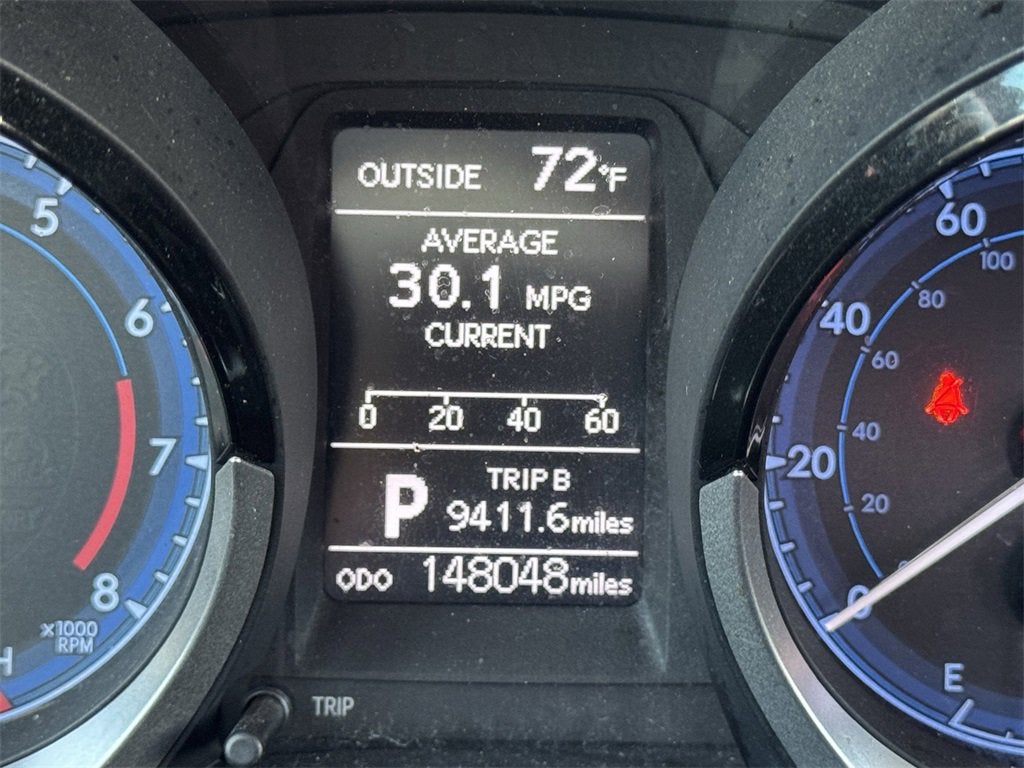 OUTSIDE 72°F
AVERAGE
30.1 MPG
CURRENT
0 20 40 60
P TRIP B
9411.6miles
ODO 148048miles
TRIP
5
6
7
8
x1000
RPM
H
60
100
80
40
60
40
20
20
0
E